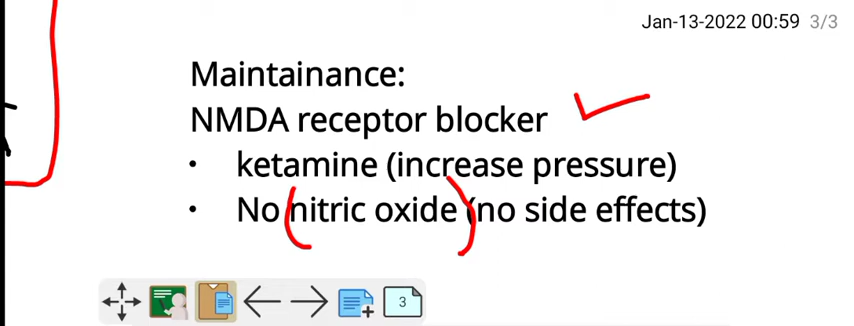 Jan-13-2022 00:59 3/3
Maintainance:
NMDA receptor blocker
• ketamine (increase pressure)
• No nitric oxide (no side effects)
3